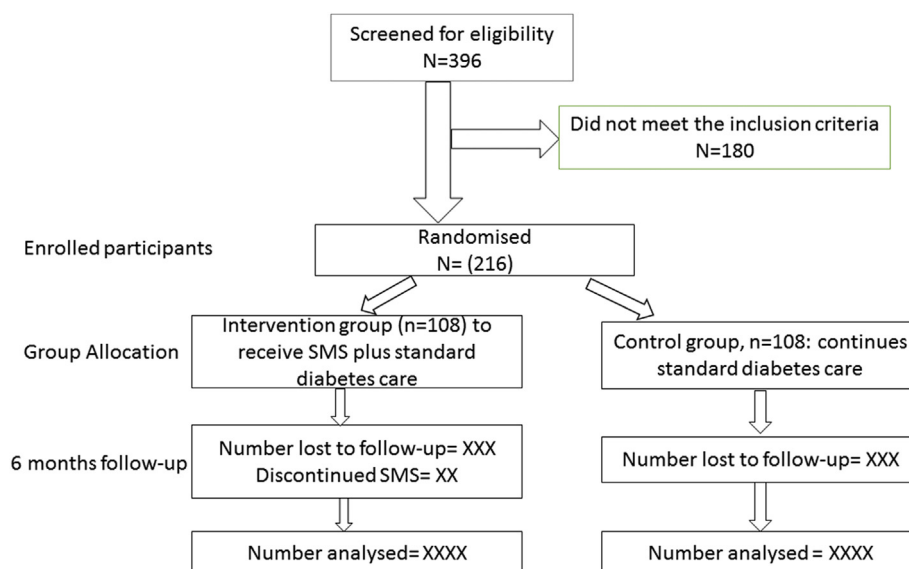 Screened for eligibility
N=396
Did not meet the inclusion criteria
N=180
Enrolled participants
Randomised
N= (216)
Group Allocation
Intervention group (n=108) to
receive SMS plus standard
diabetes care
Control group, n=108: continues
standard diabetes care
6 months follow-up
Number lost to follow-up= XXX
Discontinued SMS= XX
Number lost to follow-up= XXX
Number analysed= XXXX
Number analysed = XXXX